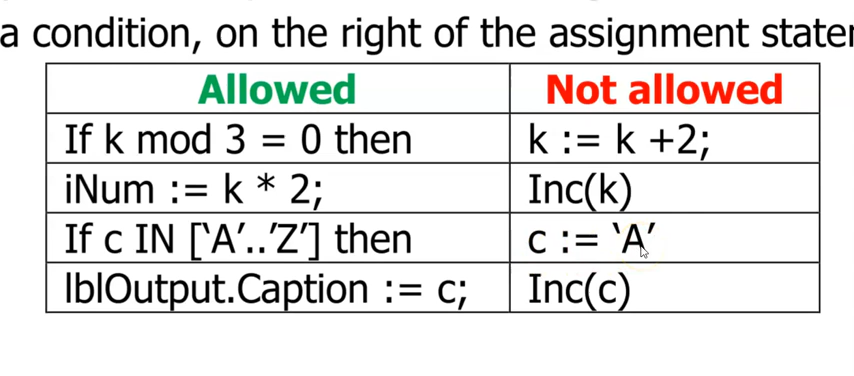 a condition, on the right of the assignment
Allowed Not allowed
If k mod 3 = 0 then k := k +2;
iNum := k * 2; Inc(k)
If c IN [‘A’..’Z’] then c := ‘A’
lblOutput.Caption := c; Inc(c)